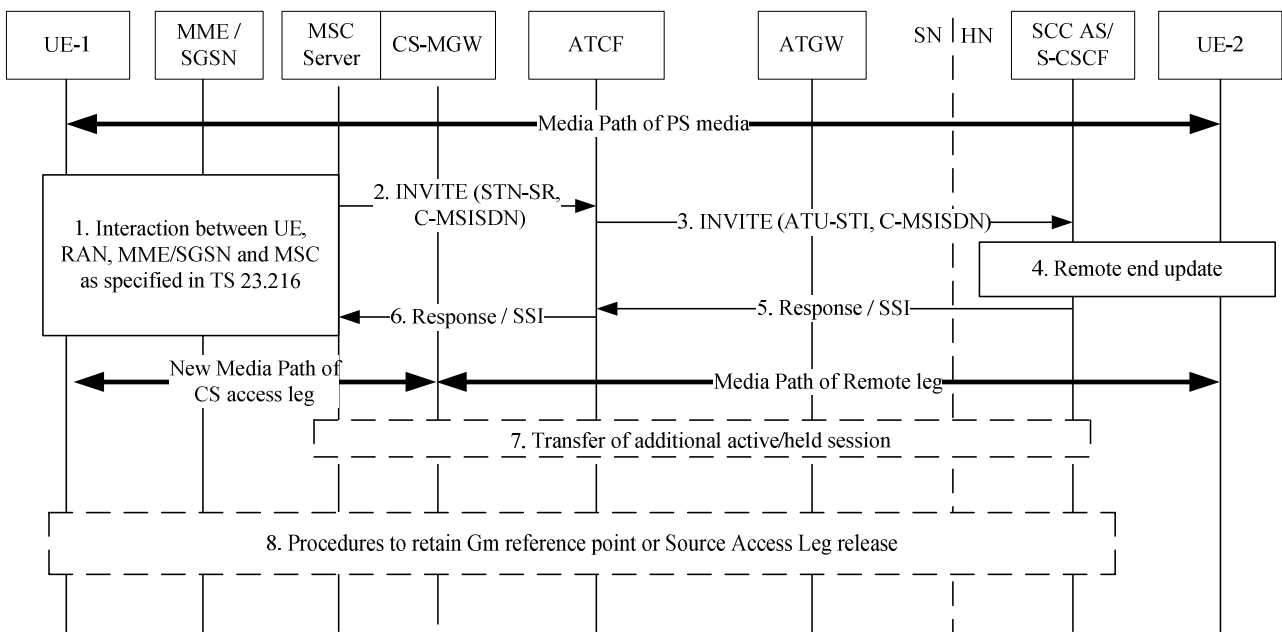 UE-1
MME /
SGSN
MSC
Server
CS-MGW
ATCF
ATGW
SN
HN
SCC AS/
S-CSCF
UE-2
Media Path of PS media
1. Interaction between UE,
RAN, MME/SGSN and MSC
as specified in TS 23.216
2. INVITE (STN-SR,
C-MSISDN)
3. INVITE (ATU-STI, C-MSISDN)
4. Remote end update
5. Response / SSI
6. Response / SSI
New Media Path of
CS access leg
Media Path of Remote leg
7. Transfer of additional active/held session
8. Procedures to retain Gm reference point or Source Access Leg release